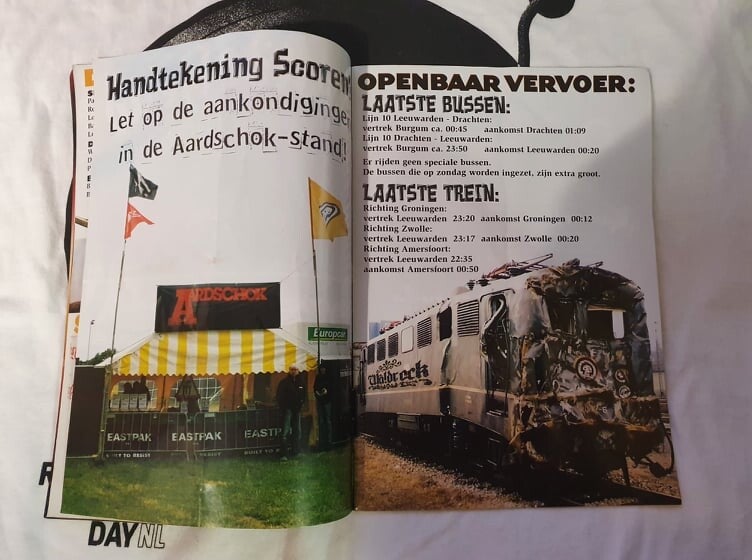 Handtekening Scoren
Let op de aankondiginge
in de Aardschok-stand!
AARDSCHOK
Europcar
EASTPAK EASTPAK EASTP
BUILT TO RESIST BUILT TO R
OPENBAAR VERVOER:
LAATSTE BUSSEN:
Lijn 10 Leeuwarden - Drachten:
vertrek Burgum ca. 00:45 aankomst Drachten 01:09
Lijn 10 Drachten - Leeuwarden:
vertrek Burgum ca. 23:50 aankomst Leeuwarden 00:20
Er rijden geen speciale bussen.
De bussen die op zondag worden ingezet, zijn extra groot.
LAATSTE TREIN:
Richting Groningen:
vertrek Leeuwarden 23:20 aankomst Groningen 00:12
Richting Zwolle:
vertrek Leeuwarden 23:17 aankomst Zwolle 00:20
Richting Amersfoort:
vertrek Leeuwarden 22:35
aankomst Amersfoort 00:50
Waldrock
DAYNL